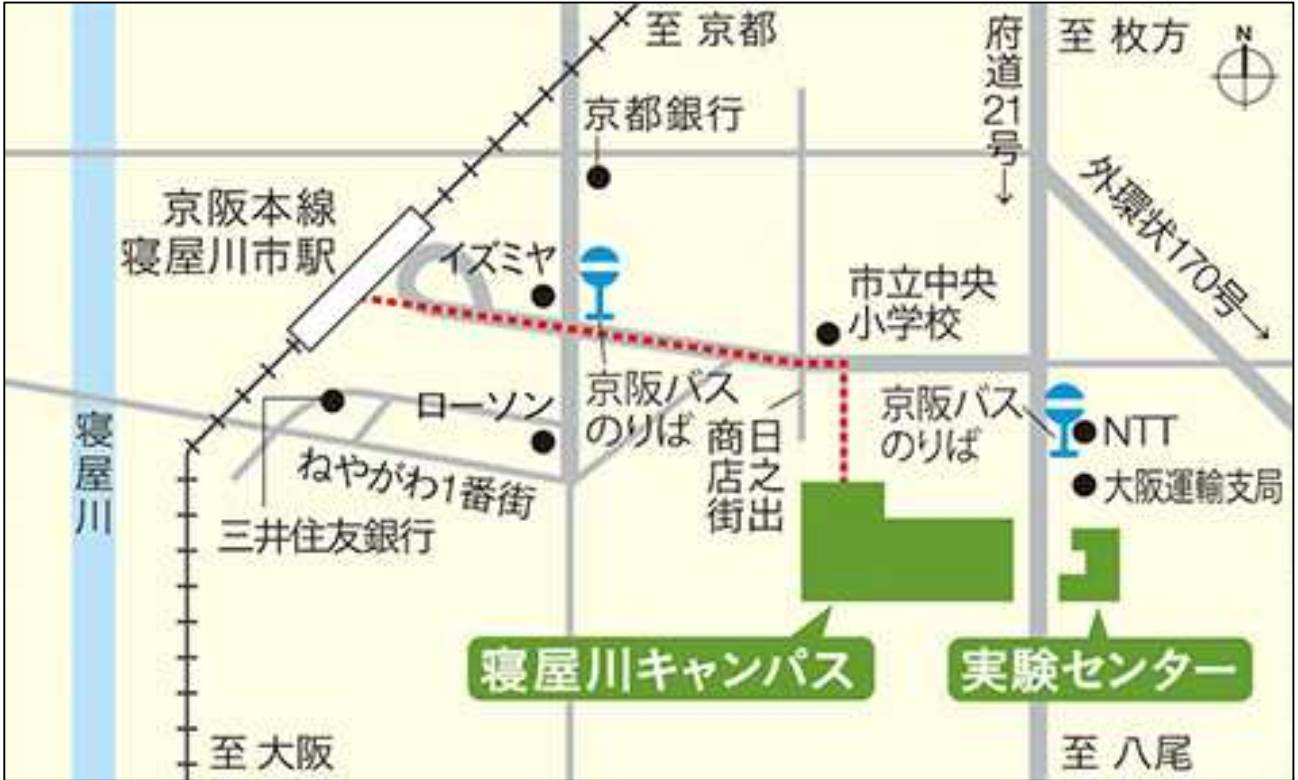 至 京都
府道21号→
至 枚方
N
京都銀行
外環状170号→
京阪本線
寝屋川市駅
イズミヤ
市立中央
小学校
京阪バス
のりば
京阪バス
のりば
ローソン
日之出
商店街
NTT
寝屋川
ねやがわ1番街
大阪運輸支局
三井住友銀行
寝屋川キャンパス
実験センター
至 大阪
至 八尾